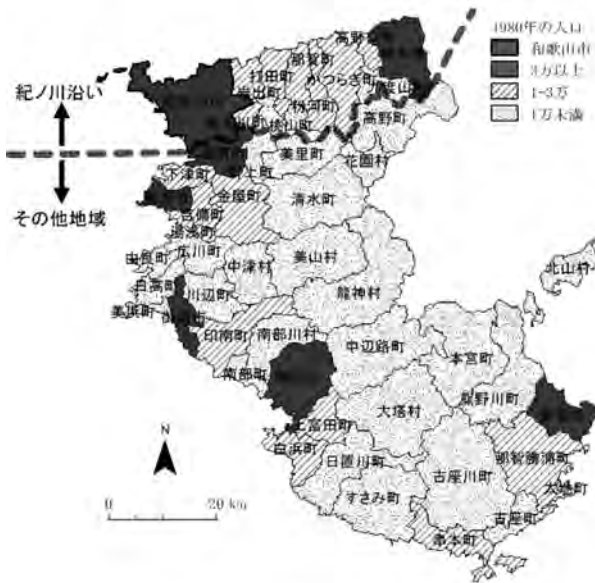 1980年の人口
和歌山市
3万以上
1-3万
1万未満
紀ノ川沿い
その他地域
那賀町
打田町
かつらぎ町
岩出町
粉河町
桃山町
高野町
美里町
花園村
野上町
下津町
金屋町
清水町
吉備町
湯浅町
広川町
由良町
中津村
美山村
龍神村
日高町
川辺町
美浜町
印南町
南部川村
南部町
中辺路町
本宮町
北山村
熊野川町
大塔村
上富田町
白浜町
日置川町
すさみ町
古座川町
那智勝浦町
太地町
古座町
串本町
N
0
20 km